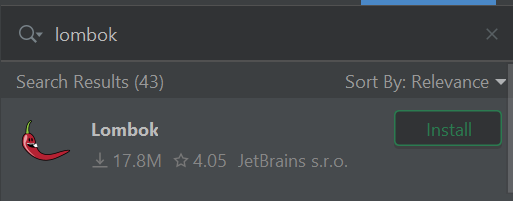 lombok
Search Results (43)
Sort By: Relevance
Lombok
Install
17.8M 4.05 JetBrains s.r.o.